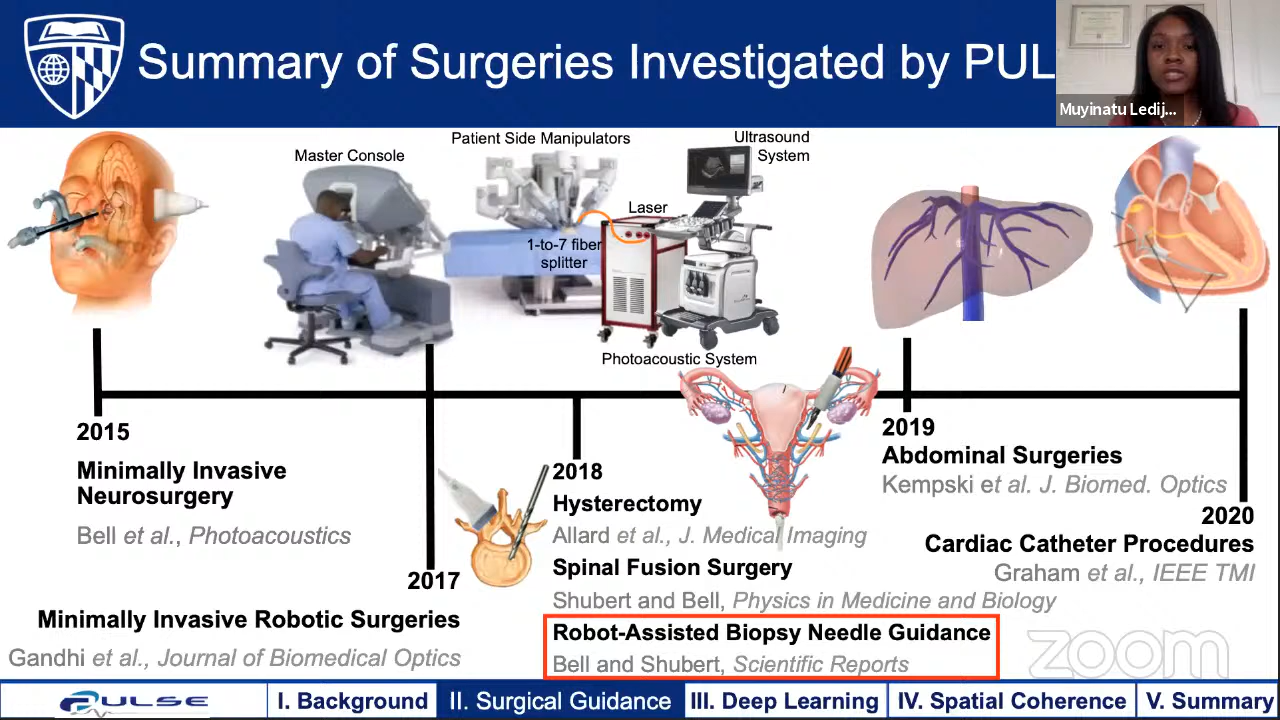 Summary of Surgeries Investigated by PUL
Muyinatu Ledij...
Master Console
Patient Side Manipulators
Ultrasound
System
Laser
1-to-7 fiber
splitter
Photoacoustic System
2015
Minimally Invasive
Neurosurgery
Bell et al., Photoacoustics
2017
Minimally Invasive Robotic Surgeries
Gandhi et al., Journal of Biomedical Optics
2018
Hysterectomy
Allard et al., J. Medical Imaging
Spinal Fusion Surgery
Shubert and Bell, Physics in Medicine and Biology
Robot-Assisted Biopsy Needle Guidance
Bell and Shubert, Scientific Reports
2019
Abdominal Surgeries
Kempski et al. J. Biomed. Optics
2020
Cardiac Catheter Procedures
Graham et al., IEEE TMI
zoom
PULSE
I. Background
II. Surgical Guidance
III. Deep Learning
IV. Spatial Coherence
V. Summary